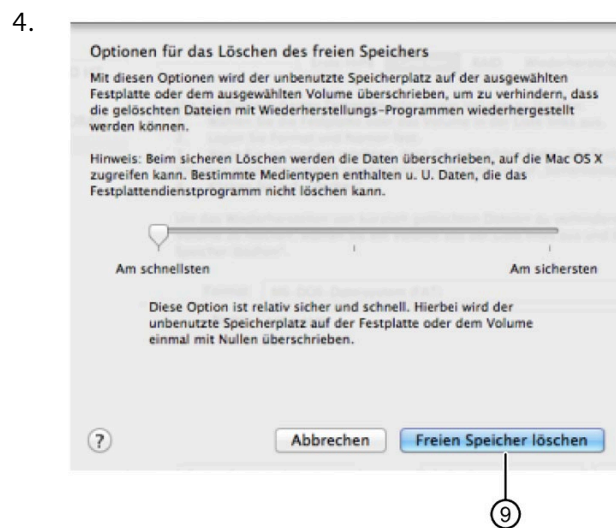 4.
Optionen für das Löschen des freien Speichers
Mit diesen Optionen wird der unbenutzte Speicherplatz auf der ausgewählten
Festplatte oder dem ausgewählten Volume überschrieben, um zu verhindern, dass
die gelöschten Dateien mit Wiederherstellungs-Programmen wiederhergestellt
werden können.
Hinweis: Beim sicheren Löschen werden die Daten überschrieben, auf die Mac OS X
zugreifen kann. Bestimmte Medientypen enthalten u. U. Daten, die das
Festplattendienstprogramm nicht löschen kann.
Am schnellsten Am sichersten
Diese Option ist relativ sicher und schnell. Hierbei wird der
unbenutzte Speicherplatz auf der Festplatte oder dem Volume
einmal mit Nullen überschrieben.
? Abbrechen Freien Speicher löschen
9